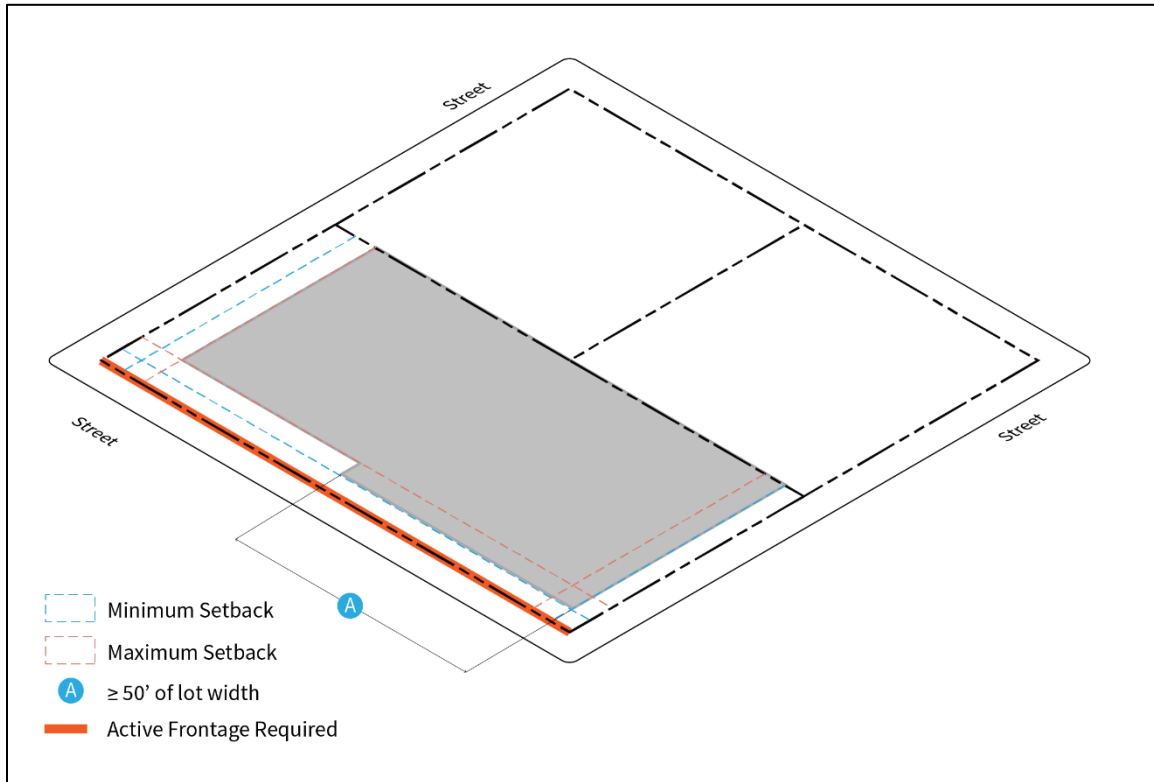 Street
Street
Street
A
Minimum Setback
Maximum Setback
A ≥ 50’ of lot width
Active Frontage Required